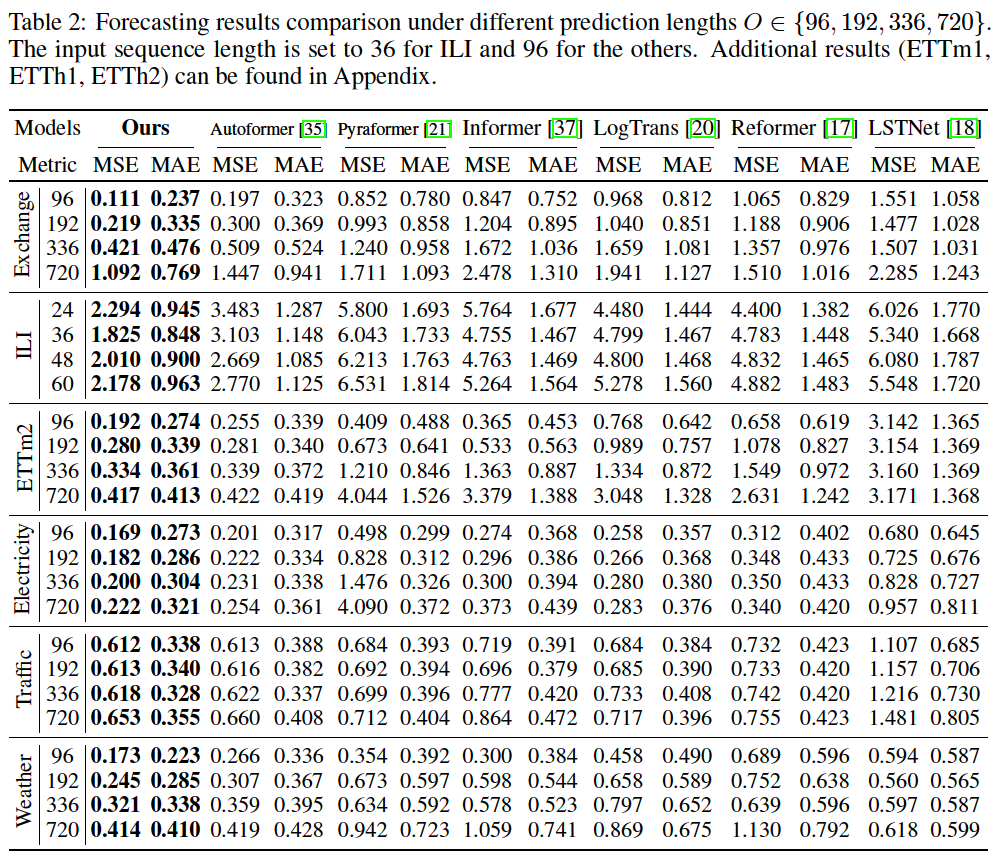 Table 2: Forecasting results comparison under different prediction lengths O ∈ {96, 192, 336, 720}.
The input sequence length is set to 36 for ILI and 96 for the others. Additional results (ETTm1,
ETTh1, ETTh2) can be found in Appendix.
Models Ours Autoformer [35] Pyraformer [21] Informer [37] LogTrans [20] Reformer [17] LSTNet [18]
Metric MSE MAE MSE MAE MSE MAE MSE MAE MSE MAE MSE MAE MSE MAE
Exchange
96 0.111 0.237 0.197 0.323 0.852 0.780 0.847 0.752 0.968 0.812 1.065 0.829 1.551 1.058
192 0.219 0.335 0.300 0.369 0.993 0.858 1.204 0.895 1.040 0.851 1.188 0.906 1.477 1.028
336 0.421 0.476 0.509 0.524 1.240 0.958 1.672 1.036 1.659 1.081 1.357 0.976 1.507 1.031
720 1.092 0.769 1.447 0.941 1.711 1.093 2.478 1.310 1.941 1.127 1.510 1.016 2.285 1.243
ILI
24 2.294 0.945 3.483 1.287 5.800 1.693 5.764 1.677 4.480 1.444 4.400 1.382 6.026 1.770
36 1.825 0.848 3.103 1.148 6.043 1.733 4.755 1.467 4.799 1.467 4.783 1.448 5.340 1.668
48 2.010 0.900 2.669 1.085 6.213 1.763 4.763 1.469 4.800 1.468 4.832 1.465 6.080 1.787
60 2.178 0.963 2.770 1.125 6.531 1.814 5.264 1.564 5.278 1.560 4.882 1.483 5.548 1.720
ETTm2
96 0.192 0.274 0.255 0.339 0.409 0.488 0.365 0.453 0.768 0.642 0.658 0.619 3.142 1.365
192 0.280 0.339 0.281 0.340 0.673 0.641 0.533 0.563 0.989 0.757 1.078 0.827 3.154 1.369
336 0.334 0.361 0.339 0.372 1.210 0.846 1.363 0.887 1.334 0.872 1.549 0.972 3.160 1.369
720 0.417 0.413 0.422 0.419 4.044 1.526 3.379 1.388 3.048 1.328 2.631 1.242 3.171 1.368
Electricity
96 0.169 0.273 0.201 0.317 0.498 0.299 0.274 0.368 0.258 0.357 0.312 0.402 0.680 0.645
192 0.182 0.286 0.222 0.334 0.828 0.312 0.296 0.386 0.266 0.368 0.348 0.433 0.725 0.676
336 0.200 0.304 0.231 0.338 1.476 0.326 0.300 0.394 0.280 0.380 0.350 0.433 0.828 0.727
720 0.222 0.321 0.254 0.361 4.090 0.372 0.373 0.439 0.283 0.376 0.340 0.420 0.957 0.811
Traffic
96 0.612 0.338 0.613 0.388 0.684 0.393 0.719 0.391 0.684 0.384 0.732 0.423 1.107 0.685
192 0.613 0.340 0.616 0.382 0.692 0.394 0.696 0.379 0.685 0.390 0.733 0.420 1.157 0.706
336 0.618 0.328 0.622 0.337 0.699 0.396 0.777 0.420 0.733 0.408 0.742 0.420 1.216 0.730
720 0.653 0.355 0.660 0.408 0.712 0.404 0.864 0.472 0.717 0.396 0.755 0.423 1.481 0.805
Weather
96 0.173 0.223 0.266 0.336 0.354 0.392 0.300 0.384 0.458 0.490 0.689 0.596 0.594 0.587
192 0.245 0.285 0.307 0.367 0.673 0.597 0.598 0.544 0.658 0.589 0.752 0.638 0.560 0.565
336 0.321 0.338 0.359 0.395 0.634 0.592 0.578 0.523 0.797 0.652 0.639 0.596 0.597 0.587
720 0.414 0.410 0.419 0.428 0.942 0.723 1.059 0.741 0.869 0.675 1.130 0.792 0.618 0.599